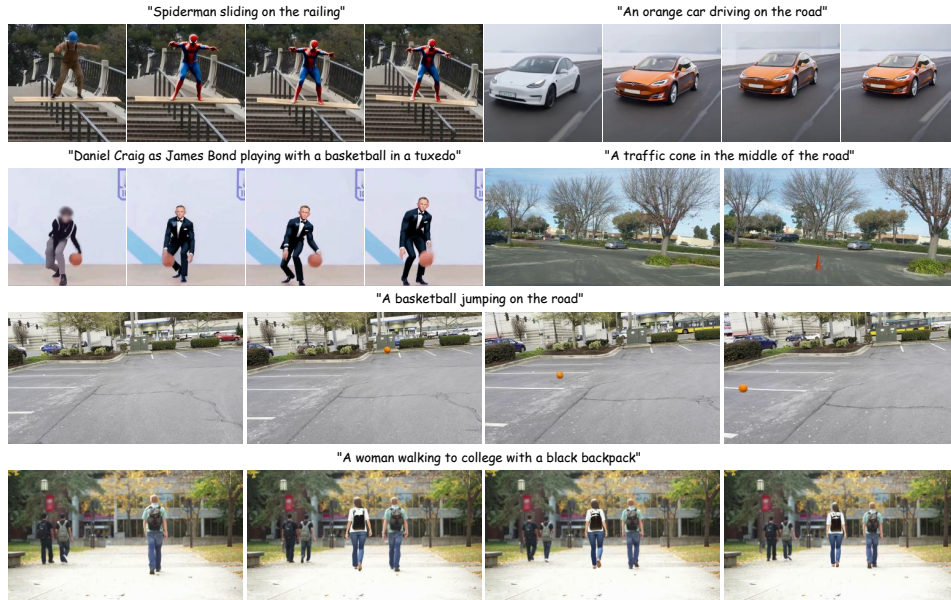 "Spiderman sliding on the railing"
"An orange car driving on the road"
"Daniel Craig as James Bond playing with a basketball in a tuxedo"
"A traffic cone in the middle of the road"
"A basketball jumping on the road"
"A woman walking to college with a black backpack"